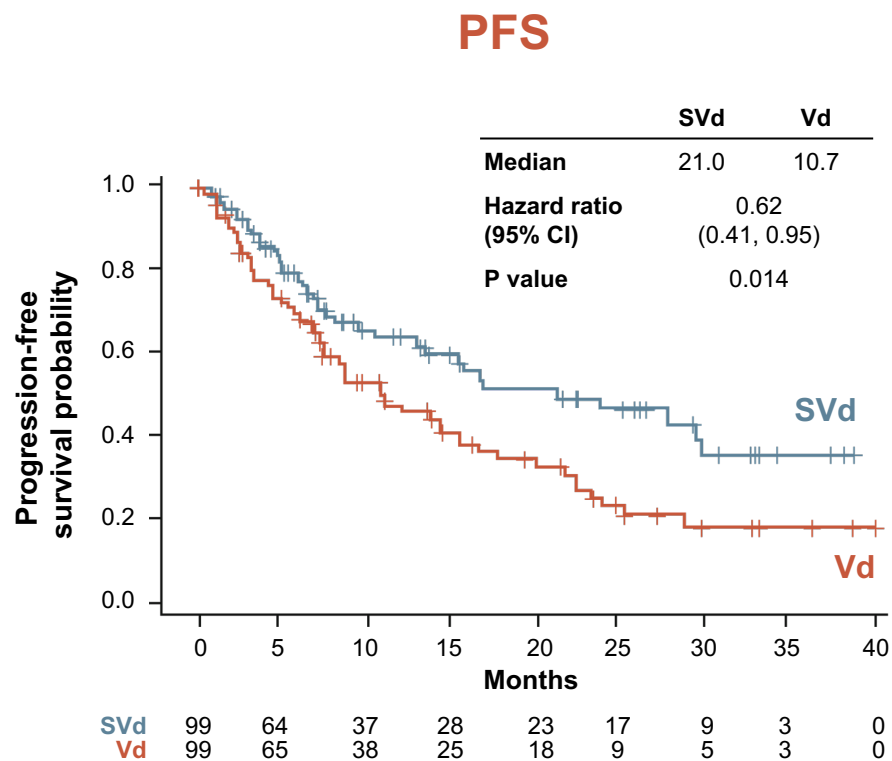 PFS
SVd Vd
Median 21.0 10.7
Hazard ratio 0.62
(95% CI) (0.41, 0.95)
P value 0.014
Progression-free
survival probability
1.0
0.8
0.6
0.4
0.2
0.0
SVd
Vd
0 5 10 15 20 25 30 35 40
Months
SVd 99 64 37 28 23 17 9 3 0
Vd 99 65 38 25 18 9 5 3 0